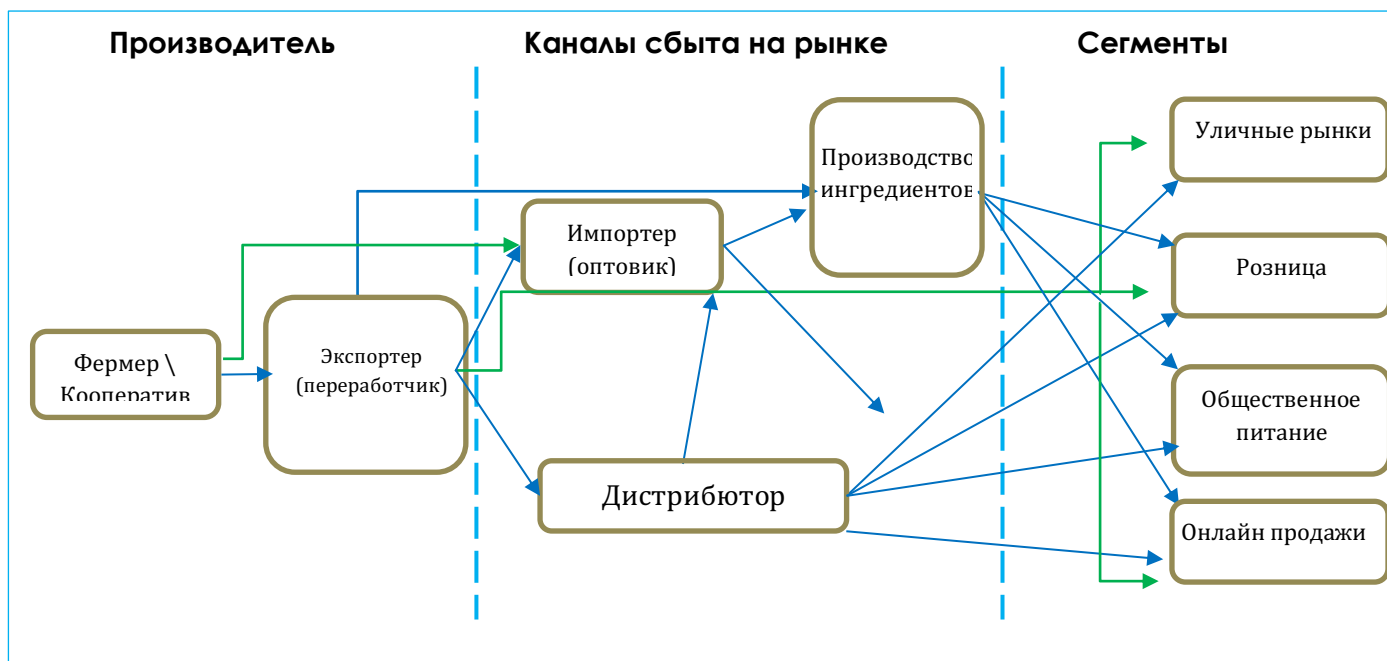 Производитель
Каналы сбыта на рынке
Сегменты
Фермер \
Кооператив
Экспортер
(переработчик)
Импортер
(оптовик)
Производство
ингредиентов
Дистрибютор
Уличные рынки
Розница
Общественное
питание
Онлайн продажи